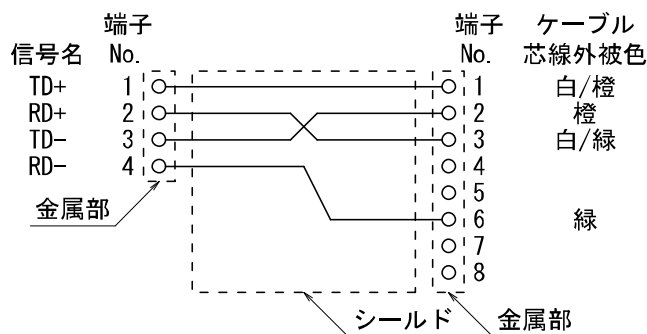 端子 端子 ケーブル
信号名 No. No. 芯線外被色
TD+ 1 1 白/橙
RD+ 2 2 橙
TD- 3 3 白/緑
RD- 4 4
5
金属部 6 緑
7
8
シールド 金属部